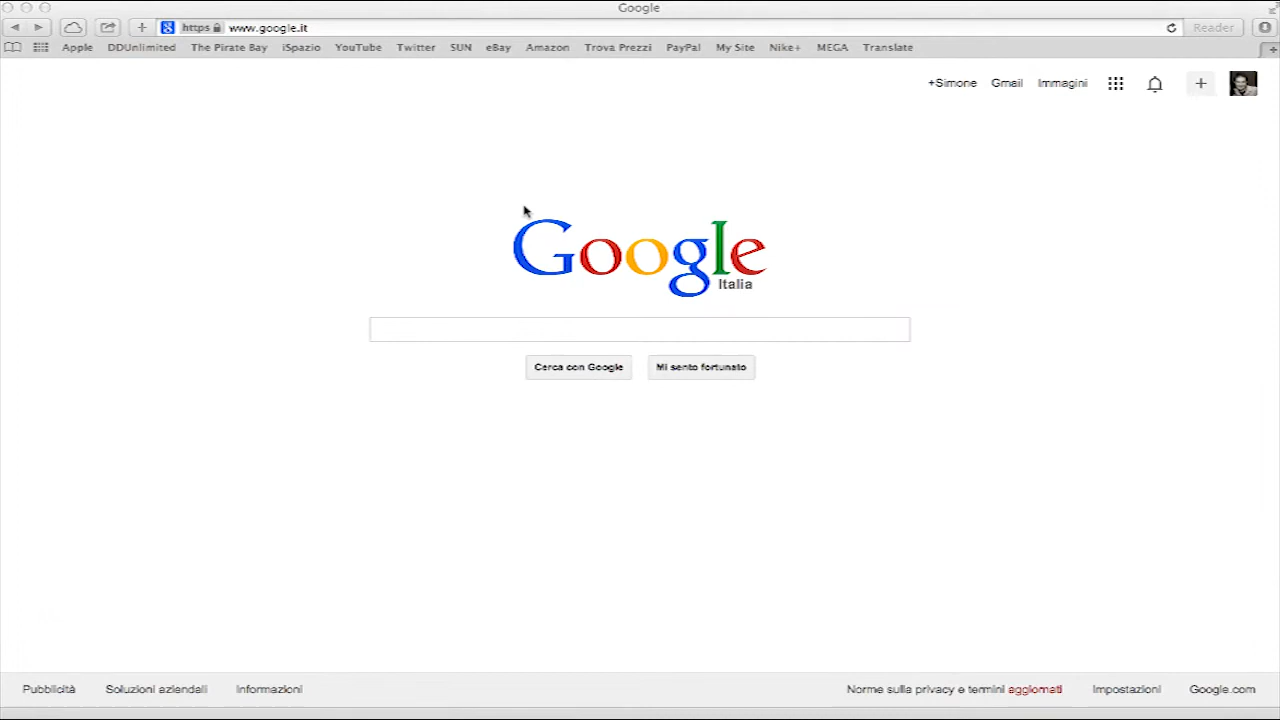 Google
https www.google.it Reader
Apple DDUnlimited The Pirate Bay iSpazio YouTube Twitter SUN eBay Amazon Trova Prezzi PayPal My Site Nike+ MEGA Translate
+Simone Gmail Immagini
Google
Italia
Cerca con Google Mi sento fortunato
Pubblicità Soluzioni aziendali Informazioni Norme sulla privacy e termini aggiornati Impostazioni Google.com